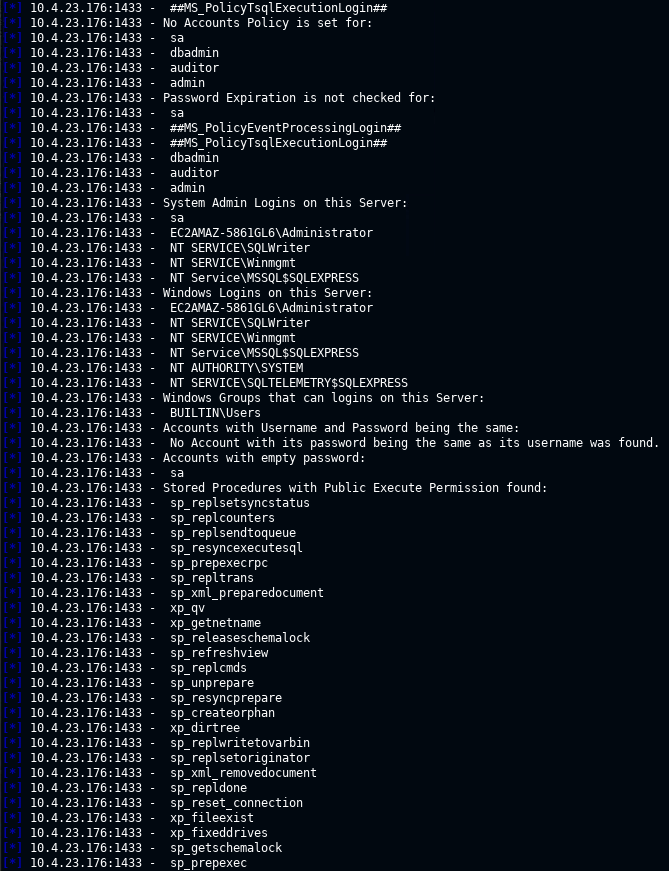 [*] 10.4.23.176:1433 -  ##MS_PolicyTsqlExecutionLogin##
[*] 10.4.23.176:1433 - No Accounts Policy is set for:
[*] 10.4.23.176:1433 -  sa
[*] 10.4.23.176:1433 -  dbadmin
[*] 10.4.23.176:1433 -  auditor
[*] 10.4.23.176:1433 -  admin
[*] 10.4.23.176:1433 - Password Expiration is not checked for:
[*] 10.4.23.176:1433 -  sa
[*] 10.4.23.176:1433 -  ##MS_PolicyEventProcessingLogin##
[*] 10.4.23.176:1433 -  ##MS_PolicyTsqlExecutionLogin##
[*] 10.4.23.176:1433 -  dbadmin
[*] 10.4.23.176:1433 -  auditor
[*] 10.4.23.176:1433 -  admin
[*] 10.4.23.176:1433 - System Admin Logins on this Server:
[*] 10.4.23.176:1433 -  sa
[*] 10.4.23.176:1433 -  EC2AMAZ-5861GL6\Administrator
[*] 10.4.23.176:1433 -  NT SERVICE\SQLWriter
[*] 10.4.23.176:1433 -  NT SERVICE\Winmgmt
[*] 10.4.23.176:1433 -  NT Service\MSSQL$SQLEXPRESS
[*] 10.4.23.176:1433 - Windows Logins on this Server:
[*] 10.4.23.176:1433 -  EC2AMAZ-5861GL6\Administrator
[*] 10.4.23.176:1433 -  NT SERVICE\SQLWriter
[*] 10.4.23.176:1433 -  NT SERVICE\Winmgmt
[*] 10.4.23.176:1433 -  NT Service\MSSQL$SQLEXPRESS
[*] 10.4.23.176:1433 -  NT AUTHORITY\SYSTEM
[*] 10.4.23.176:1433 -  NT SERVICE\SQLTELEMETRY$SQLEXPRESS
[*] 10.4.23.176:1433 - Windows Groups that can logins on this Server:
[*] 10.4.23.176:1433 -  BUILTIN\Users
[*] 10.4.23.176:1433 - Accounts with Username and Password being the same:
[*] 10.4.23.176:1433 -  No Account with its password being the same as its username was found.
[*] 10.4.23.176:1433 - Accounts with empty password:
[*] 10.4.23.176:1433 -  sa
[*] 10.4.23.176:1433 - Stored Procedures with Public Execute Permission found:
[*] 10.4.23.176:1433 -  sp_replsetsyncstatus
[*] 10.4.23.176:1433 -  sp_replcounters
[*] 10.4.23.176:1433 -  sp_replsendtoqueue
[*] 10.4.23.176:1433 -  sp_resyncexecutesql
[*] 10.4.23.176:1433 -  sp_prepexecrpc
[*] 10.4.23.176:1433 -  sp_repltrans
[*] 10.4.23.176:1433 -  sp_xml_preparedocument
[*] 10.4.23.176:1433 -  xp_qv
[*] 10.4.23.176:1433 -  xp_getnetname
[*] 10.4.23.176:1433 -  sp_releaseschemalock
[*] 10.4.23.176:1433 -  sp_refreshview
[*] 10.4.23.176:1433 -  sp_replcmds
[*] 10.4.23.176:1433 -  sp_unprepare
[*] 10.4.23.176:1433 -  sp_resyncprepare
[*] 10.4.23.176:1433 -  sp_createorphan
[*] 10.4.23.176:1433 -  xp_dirtree
[*] 10.4.23.176:1433 -  sp_replwritetovarbin
[*] 10.4.23.176:1433 -  sp_replsetoriginator
[*] 10.4.23.176:1433 -  sp_xml_removedocument
[*] 10.4.23.176:1433 -  sp_repldone
[*] 10.4.23.176:1433 -  sp_reset_connection
[*] 10.4.23.176:1433 -  xp_fileexist
[*] 10.4.23.176:1433 -  xp_fixeddrives
[*] 10.4.23.176:1433 -  sp_getschemalock
[*] 10.4.23.176:1433 -  sp_prepexec